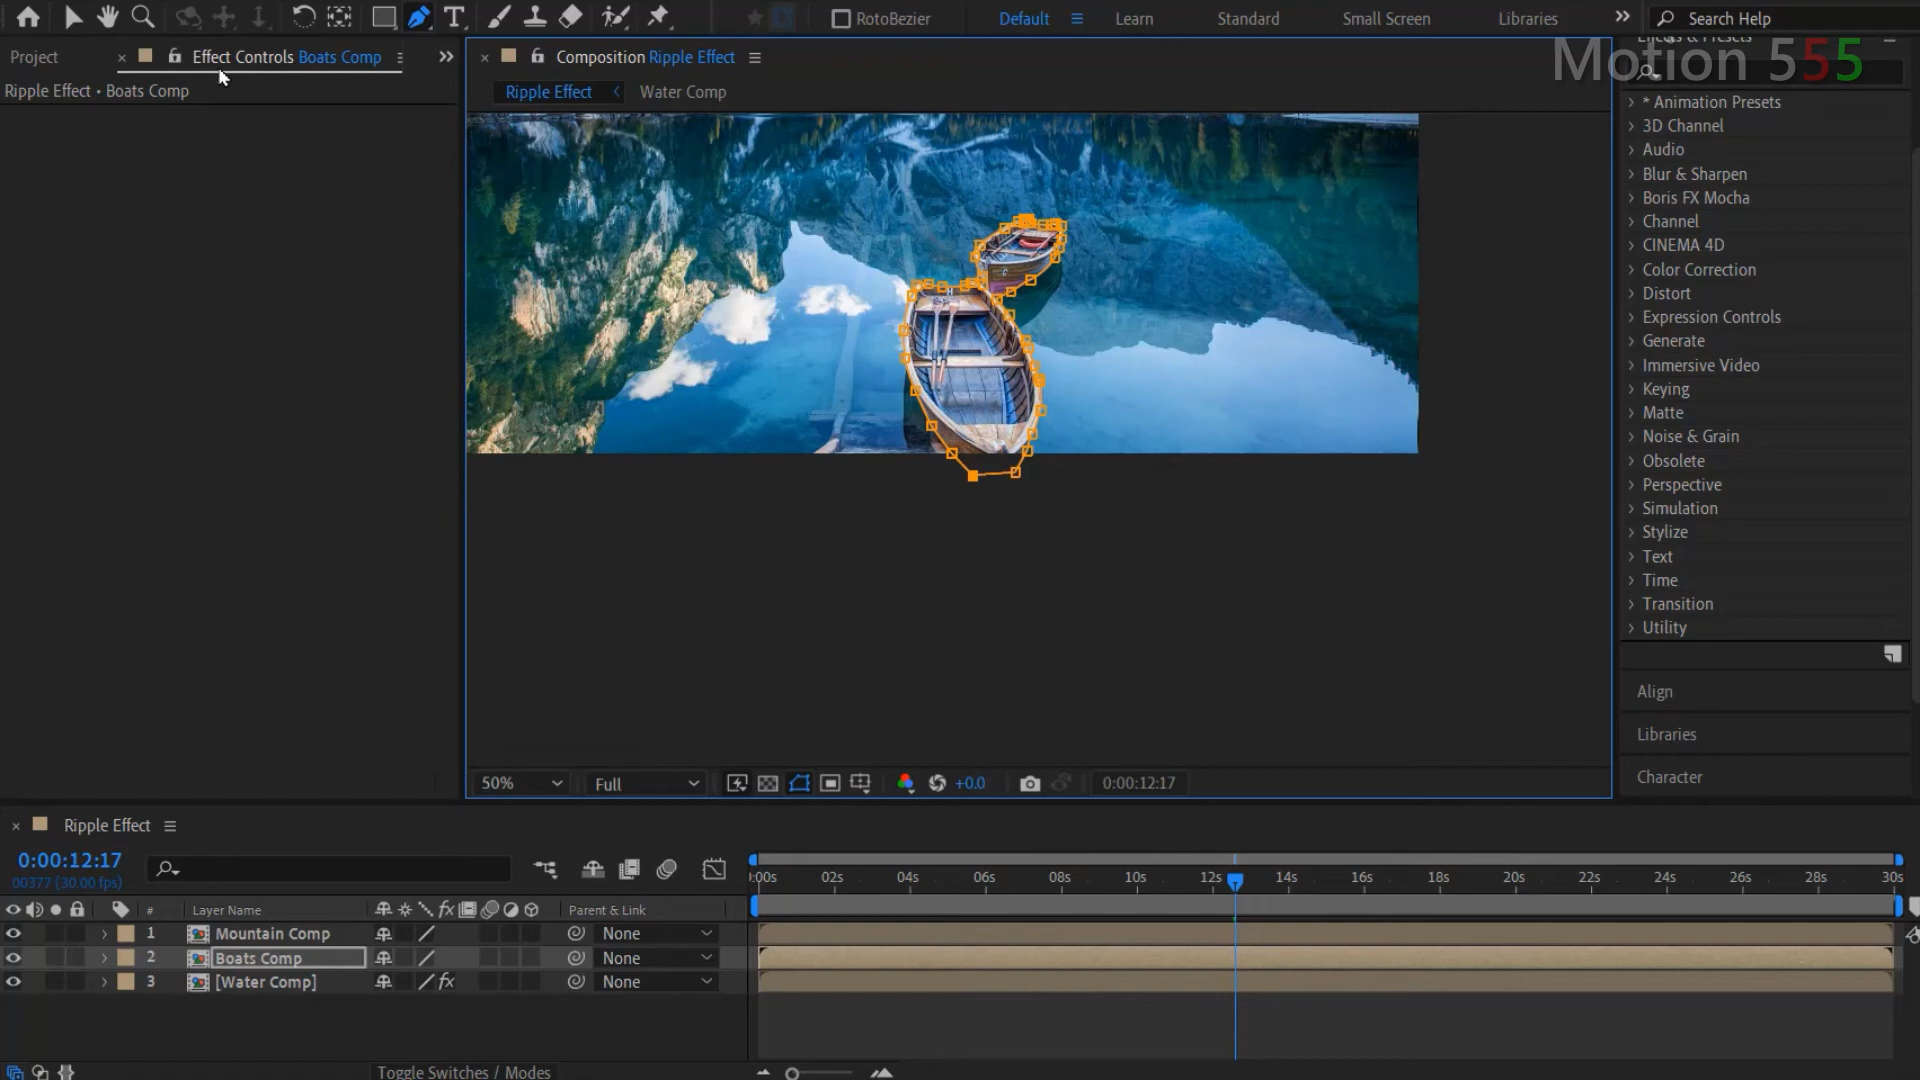 RotoBezier
Default
Learn
Standard
Small Screen
Libraries
Search Help
Project
Effect Controls Boats Comp
Composition Ripple Effect
Effects & Presets
Motion 555
Ripple Effect • Boats Comp
Ripple Effect
Water Comp
* Animation Presets
3D Channel
Audio
Blur & Sharpen
Boris FX Mocha
Channel
CINEMA 4D
Color Correction
Distort
Expression Controls
Generate
Immersive Video
Keying
Matte
Noise & Grain
Obsolete
Perspective
Simulation
Stylize
Text
Time
Transition
Utility
Align
Libraries
Character
50%
Full
+0.0
0:00:12:17
Ripple Effect
0:00:12:17
00377 (30:00 fps)
:00s 02s 04s 06s 08s 10s 12s 14s 16s 18s 20s 22s 24s 26s 28s 30s
# Layer Name fx Parent & Link
1 Mountain Comp None
2 Boats Comp None
3 [Water Comp] fx None
Toggle Switches / Modes